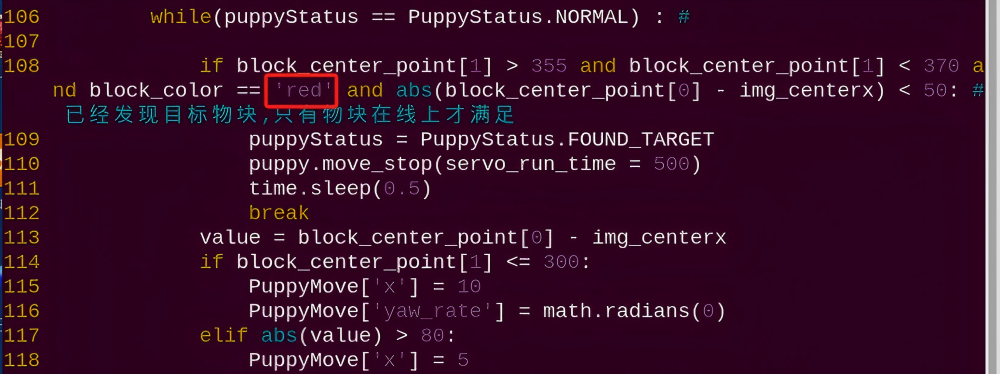 106         while(puppyStatus == PuppyStatus.NORMAL) : #
107
108             if block_center_point[1] > 355 and block_center_point[1] < 370 a
nd block_color == 'red' and abs(block_center_point[0] - img_centerx) < 50: #
已经发现目标物块,只有物块在线上才满足
109                 puppyStatus = PuppyStatus.FOUND_TARGET
110                 puppy.move_stop(servo_run_time = 500)
111                 time.sleep(0.5)
112                 break
113             value = block_center_point[0] - img_centerx
114             if block_center_point[1] <= 300:
115                 PuppyMove['x'] = 10
116                 PuppyMove['yaw_rate'] = math.radians(0)
117             elif abs(value) > 80:
118                 PuppyMove['x'] = 5